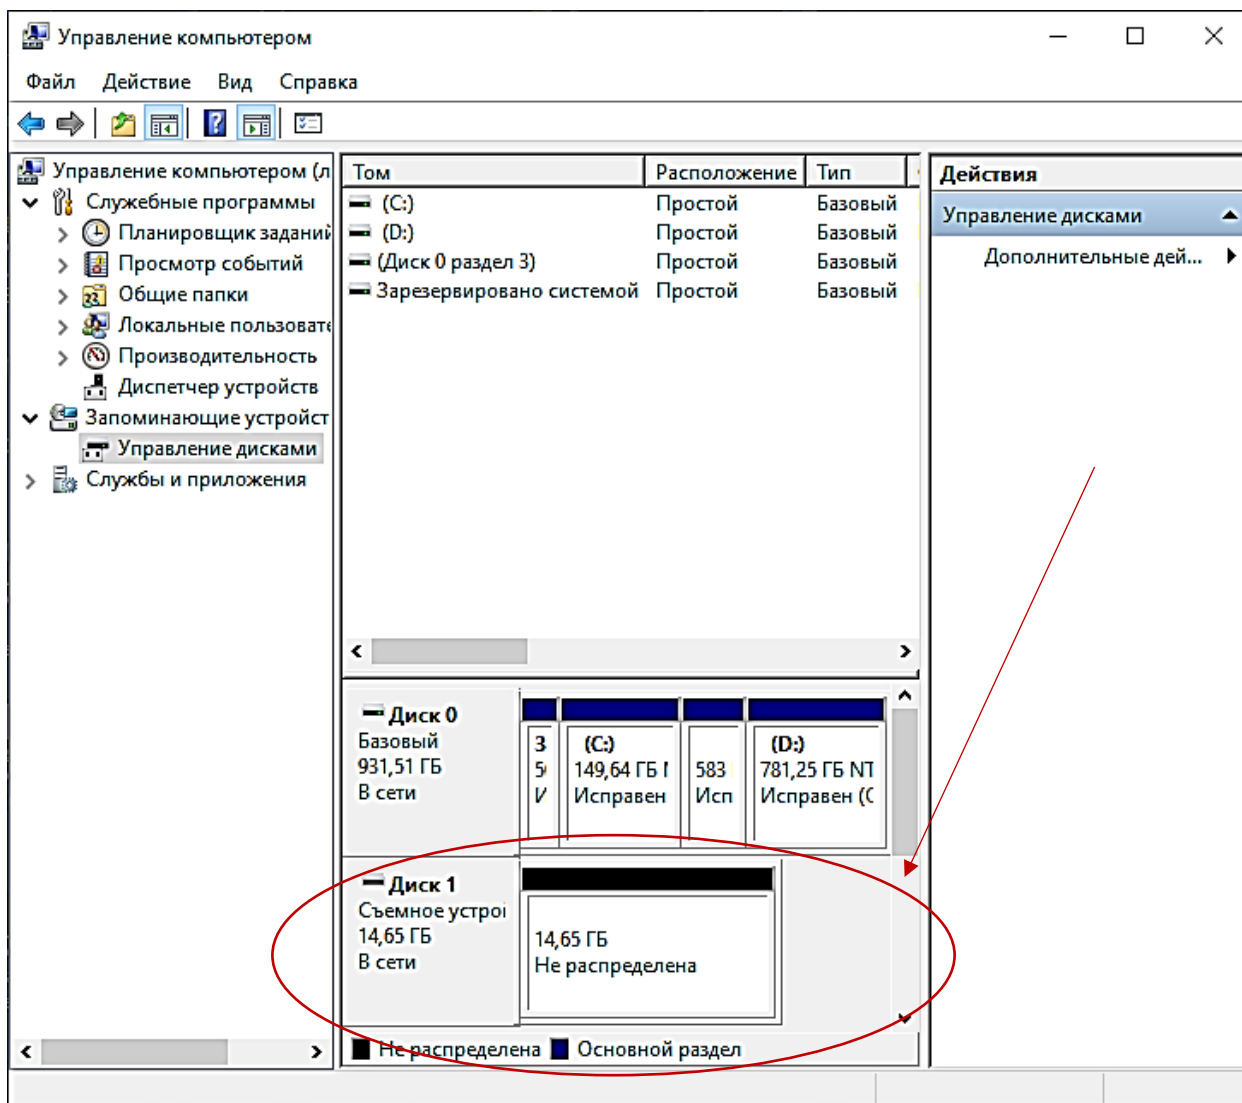 Управление компьютером
Файл Действие Вид Справка
Управление компьютером (л
Служебные программы
Планировщик заданий
Просмотр событий
Общие папки
Локальные пользовате
Производительность
Диспетчер устройств
Запоминающие устройст
Управление дисками
Службы и приложения
Том Расположение Тип
(C:) Простой Базовый
(D:) Простой Базовый
(Диск 0 раздел 3) Простой Базовый
Зарезервировано системой Простой Базовый
Действия
Управление дисками
Дополнительные дей...
Диск 0
Базовый
931,51 ГБ
В сети
З
(C:)
149,64 ГБ
Исправен
583
Исп
(D:)
781,25 ГБ NT
Исправен (С
Диск 1
Съемное устрої
14,65 ГБ
В сети
14,65 ГБ
Не распределена
Не распределена Основной раздел